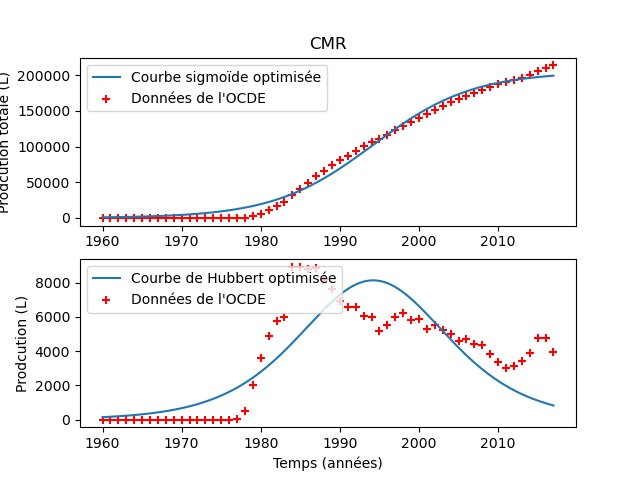 CMR
Prodcution totale (L)
200000
150000
100000
50000
0
Courbe sigmoïde optimisée
Données de l'OCDE
1960 1970 1980 1990 2000 2010
Prodcution (L)
8000
6000
4000
2000
0
Courbe de Hubbert optimisée
Données de l'OCDE
1960 1970 1980 1990 2000 2010
Temps (années)